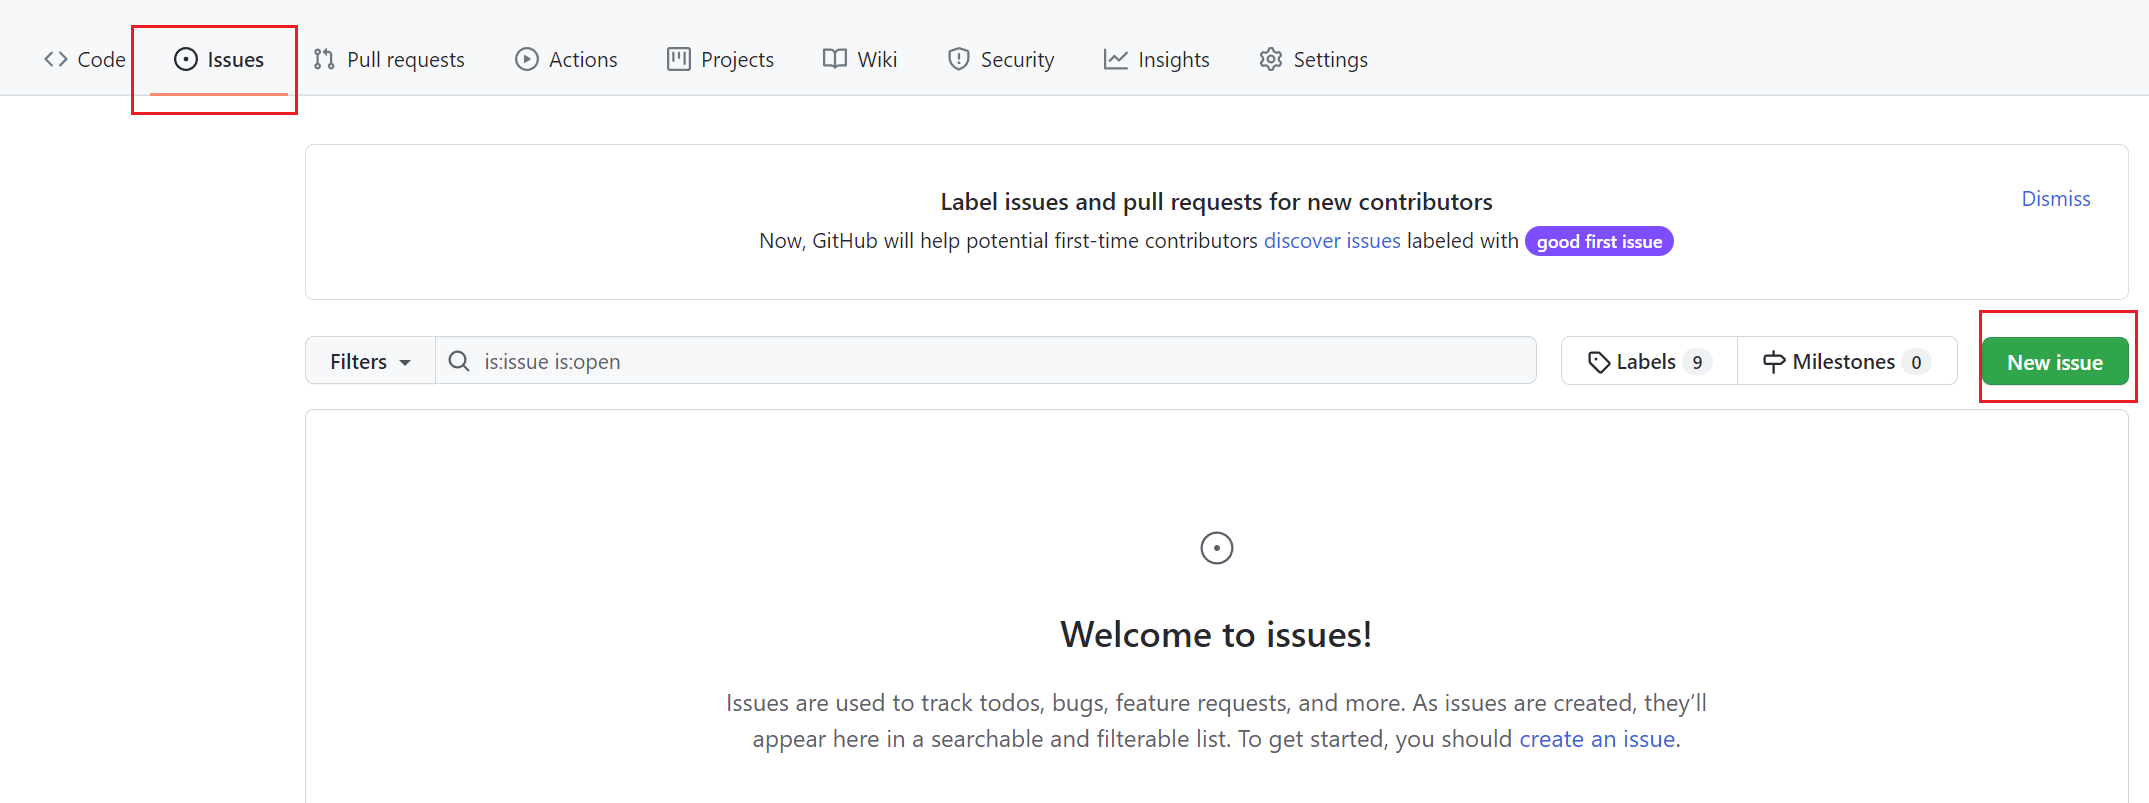 Code Issues Pull requests Actions Projects Wiki Security Insights Settings
Label issues and pull requests for new contributors
Dismiss
Now, GitHub will help potential first-time contributors discover issues labeled with good first issue
Filters is:issue is:open Labels 9 Milestones 0 New issue
Welcome to issues!
Issues are used to track todos, bugs, feature requests, and more. As issues are created, they’ll
appear here in a searchable and filterable list. To get started, you should create an issue.